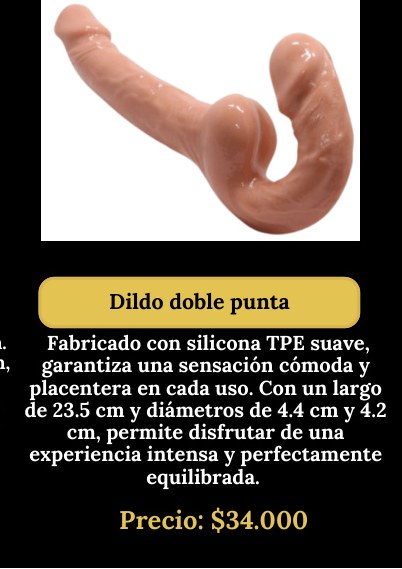 Dildo doble punta
Fabricado con silicona TPE suave,
garantiza una sensación cómoda y
placentera en cada uso. Con un largo
de 23.5 cm y diámetros de 4.4 cm y 4.2
cm, permite disfrutar de una
experiencia intensa y perfectamente
equilibrada.
Precio: $34.000